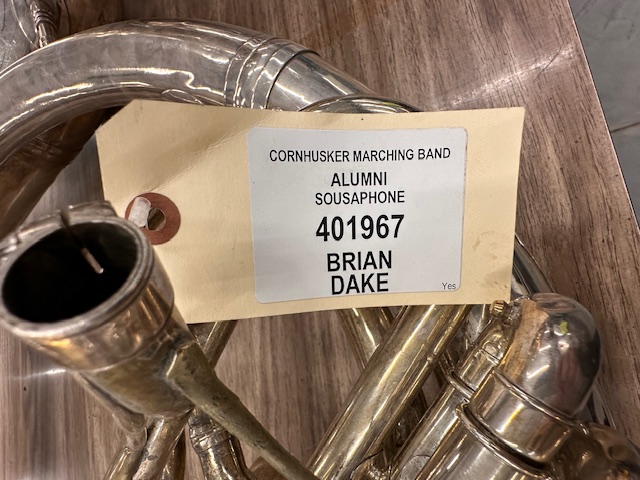 CORNHUSKER MARCHING BAND
ALUMNI
SOUSAPHONE
401967
BRIAN
DAKE
Yes